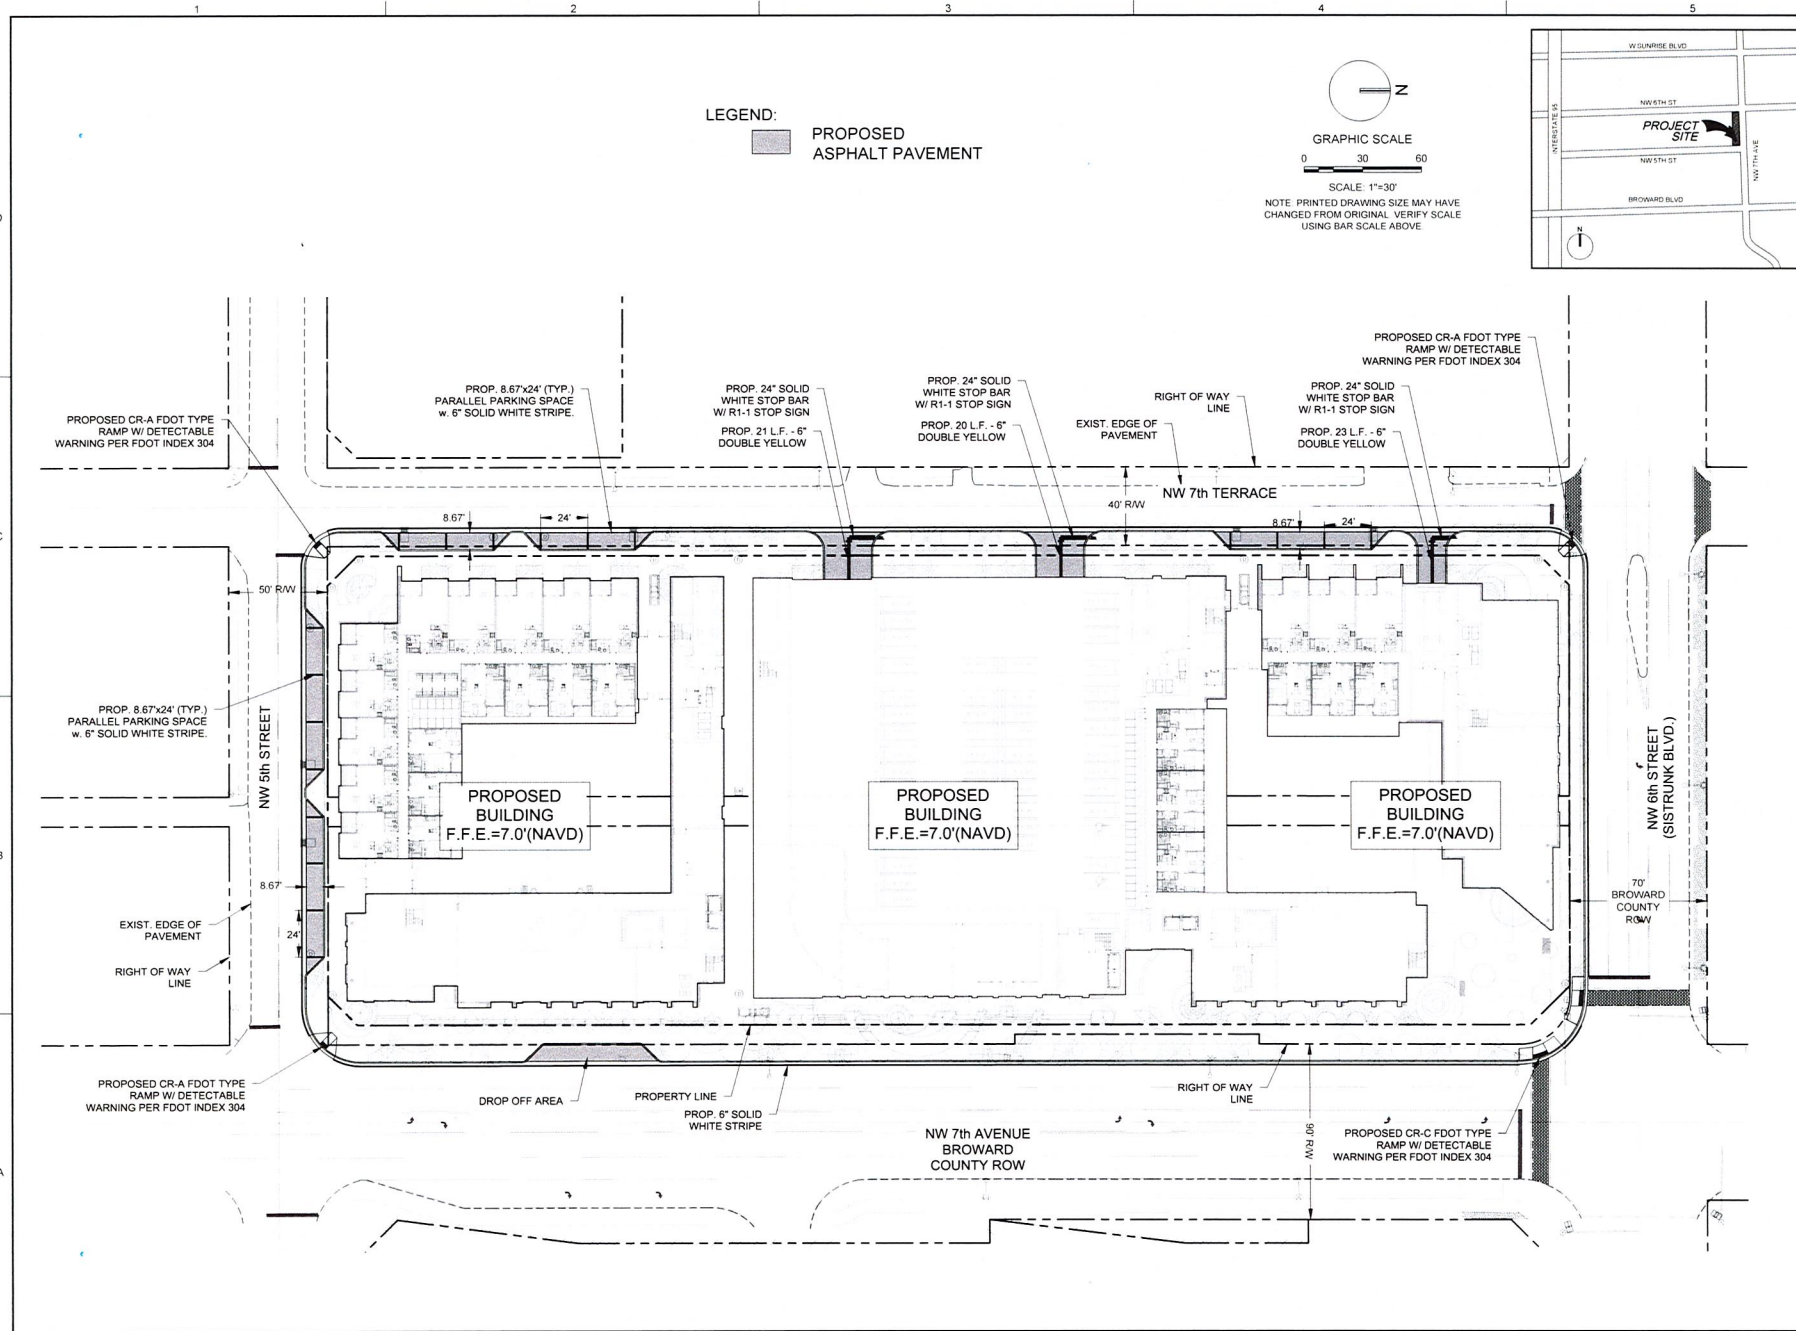 1
2
3
4
5
LEGEND:
PROPOSED
ASPHALT PAVEMENT
N
GRAPHIC SCALE
0 30 60
SCALE: 1"=30'
NOTE PRINTED DRAWING SIZE MAY HAVE
CHANGED FROM ORIGINAL VERIFY SCALE
USING BAR SCALE ABOVE
W SUNRISE BLVD
INTERSTATE 95
NW 6TH ST
PROJECT
SITE
NW 5TH ST
NW 7TH AVE
BROWARD BLVD
N
PROPOSED CR-A FDOT TYPE
RAMP W/ DETECTABLE
WARNING PER FDOT INDEX 304
PROP. 8.67'x24' (TYP.)
PARALLEL PARKING SPACE
w. 6" SOLID WHITE STRIPE.
PROP. 24" SOLID
WHITE STOP BAR
W/ R1-1 STOP SIGN
PROP. 21 L.F. - 6"
DOUBLE YELLOW
PROP. 24" SOLID
WHITE STOP BAR
W/ R1-1 STOP SIGN
PROP. 20 L.F. - 6"
DOUBLE YELLOW
EXIST. EDGE OF
PAVEMENT
RIGHT OF WAY
LINE
PROP. 24" SOLID
WHITE STOP BAR
W/ R1-1 STOP SIGN
PROP. 23 L.F. - 6"
DOUBLE YELLOW
PROPOSED CR-A FDOT TYPE
RAMP W/ DETECTABLE
WARNING PER FDOT INDEX 304
NW 7th TERRACE
40' R/W
8.67'
24'
8.67'
24'
50' R/W
PROP. 8.67'x24' (TYP.)
PARALLEL PARKING SPACE
w. 6" SOLID WHITE STRIPE.
NW 5th STREET
PROPOSED
BUILDING
F.F.E.=7.0'(NAVD)
PROPOSED
BUILDING
F.F.E.=7.0'(NAVD)
PROPOSED
BUILDING
F.F.E.=7.0'(NAVD)
NW 6th STREET
(SISTRUNK BLVD.)
70'
BROWARD
COUNTY
ROW
8.67'
24'
EXIST. EDGE OF
PAVEMENT
RIGHT OF WAY
LINE
PROPOSED CR-A FDOT TYPE
RAMP W/ DETECTABLE
WARNING PER FDOT INDEX 304
DROP OFF AREA
PROPERTY LINE
PROP. 6" SOLID
WHITE STRIPE
NW 7th AVENUE
BROWARD
COUNTY ROW
RIGHT OF WAY
LINE
90' R/W
PROPOSED CR-C FDOT TYPE
RAMP W/ DETECTABLE
WARNING PER FDOT INDEX 304
B
A